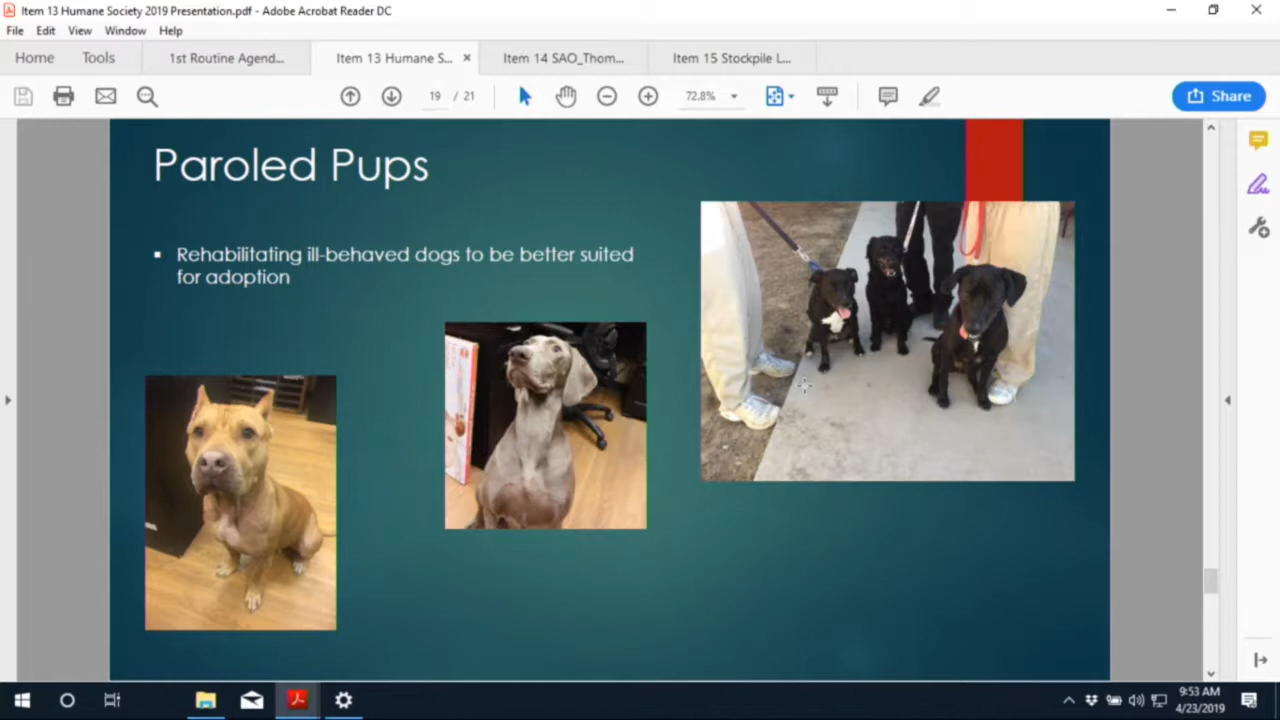 Item 13 Humane Society 2019 Presentation.pdf - Adobe Acrobat Reader DC
File Edit View Window Help
Home Tools 1st Routine Agend... Item 13 Humane S... Item 14 SAO_Thom... Item 15 Stockpile L...
19 / 21 72.8% Share
Paroled Pups
Rehabilitating ill-behaved dogs to be better suited
for adoption
9:53 AM
4/23/2019